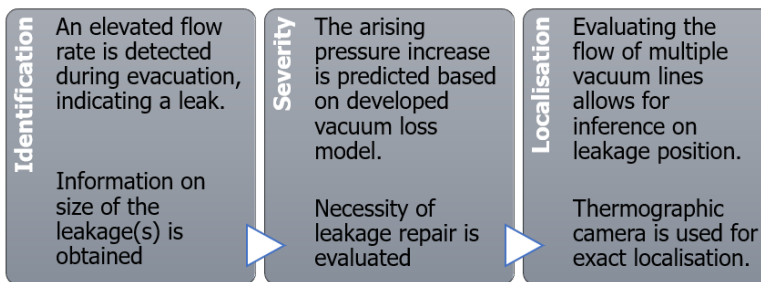 Identification
An elevated flow
rate is detected
during evacuation,
indicating a leak.
Information on
size of the
leakage(s) is
obtained
Severity
The arising
pressure increase
is predicted based
on developed
vacuum loss
model.
Necessity of
leakage repair is
evaluated
Localisation
Evaluating the
flow of multiple
vacuum lines
allows for
inference on
leakage position.
Thermographic
camera is used for
exact localisation.